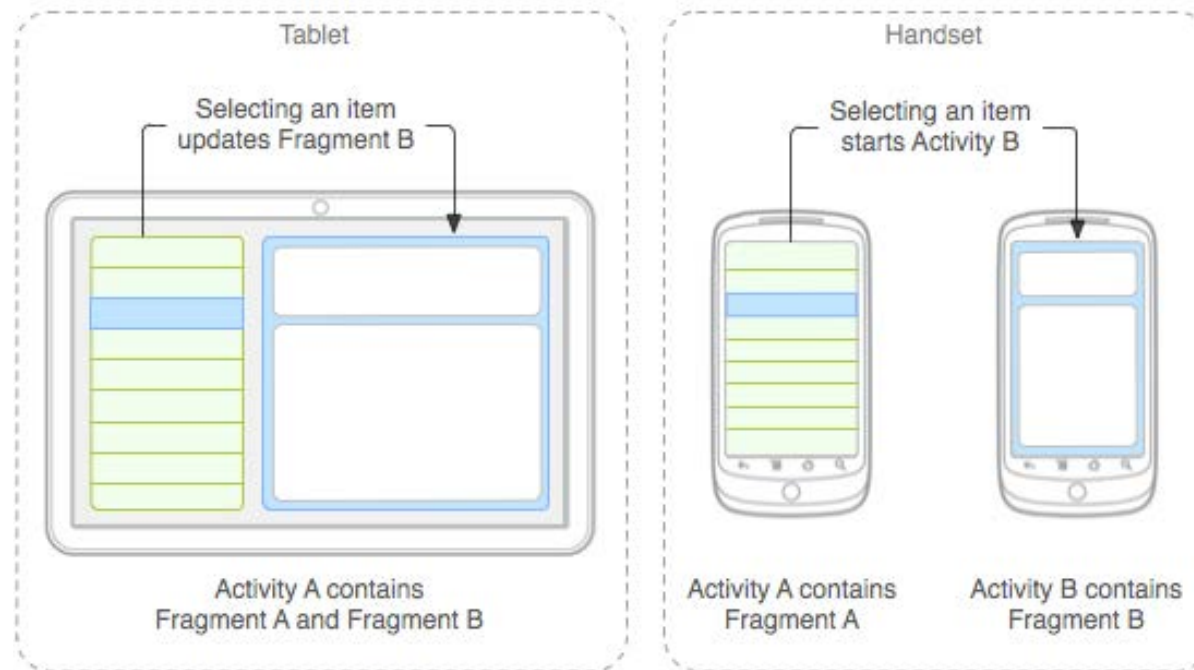 Tablet
Selecting an item
updates Fragment B
Activity A contains
Fragment A and Fragment B
Handset
Selecting an item
starts Activity B
Activity A contains
Fragment A
Activity B contains
Fragment B